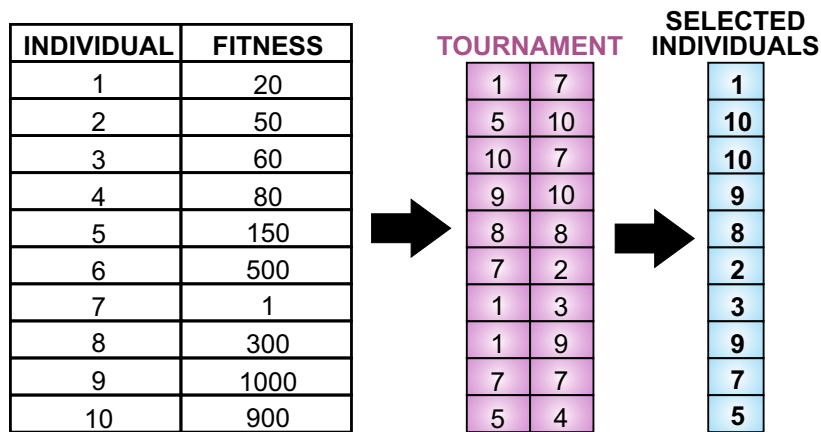 INDIVIDUAL FITNESS TOURNAMENT SELECTED INDIVIDUALS
1 20 1 7 1
2 50 5 10 10
3 60 10 7 10
4 80 9 10 9
5 150 8 8 8
6 500 7 2 2
7 1 1 3 3
8 300 1 9 9
9 1000 7 7 7
10 900 5 4 5